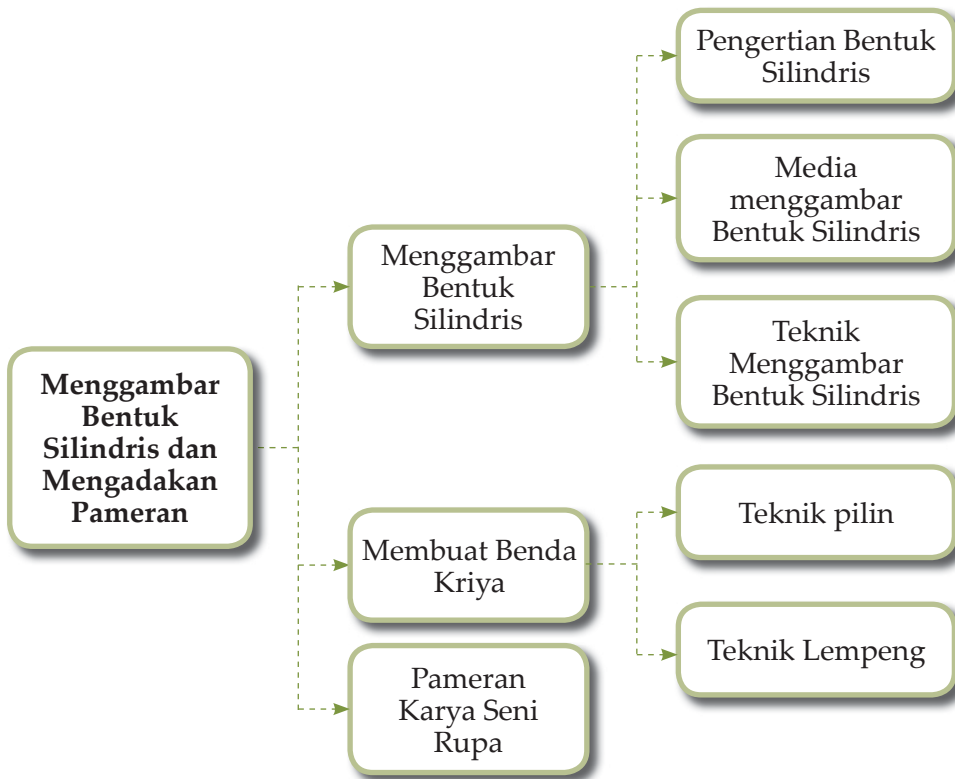 Menggambar
Bentuk
Silindris dan
Mengadakan
Pameran
Menggambar
Bentuk
Silindris
Pengertian Bentuk
Silindris
Media
menggambar
Bentuk Silindris
Teknik
Menggambar
Bentuk Silindris
Membuat Benda
Kriya
Teknik pilin
Teknik Lempeng
Pameran
Karya Seni
Rupa